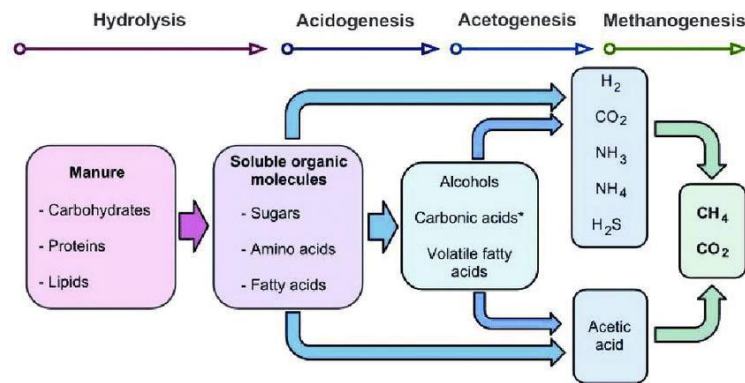 Hydrolysis
Acidogenesis
Acetogenesis
Methanogenesis
Manure
- Carbohydrates
- Proteins
- Lipids
Soluble organic
molecules
- Sugars
- Amino acids
- Fatty acids
Alcohols
Carbonic acids*
Volatile fatty
acids
H₂
CO₂
NH₃
NH₄
H₂S
Acetic
acid
CH₄
CO₂